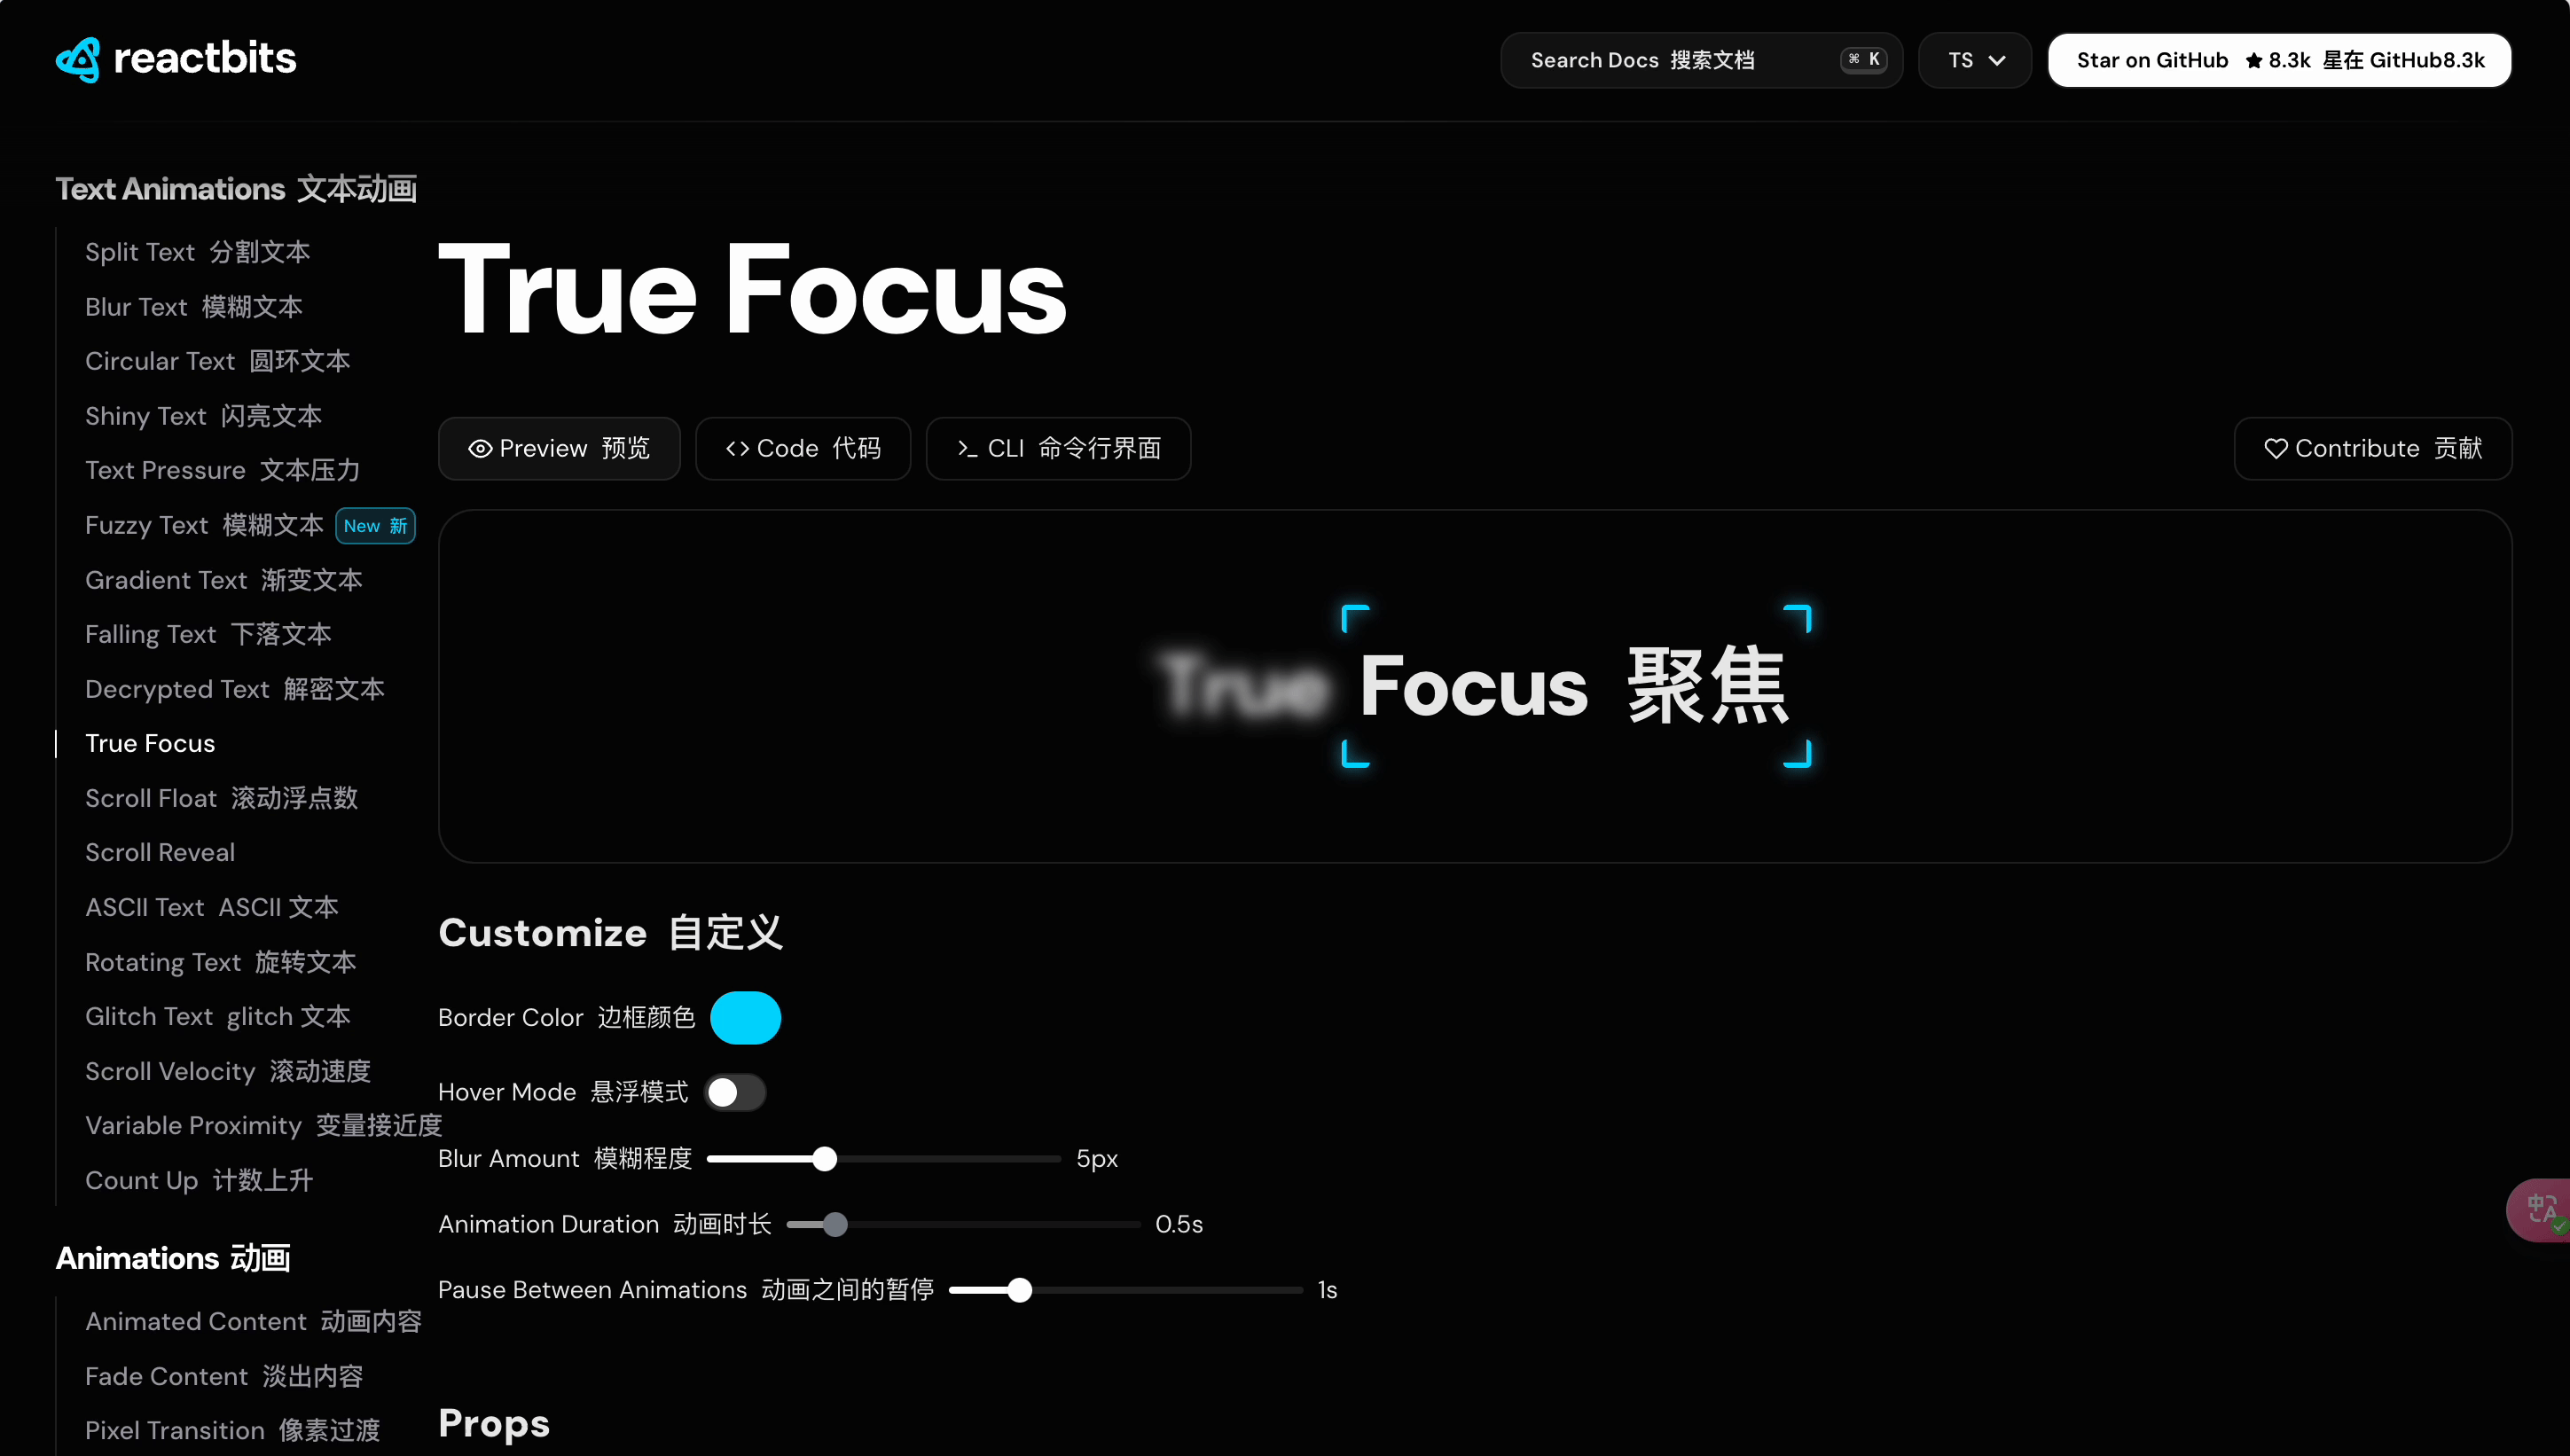 reactbits
Search Docs 搜索文档 ⌘ K
TS
Star on GitHub ★ 8.3k 星在 GitHub8.3k
Text Animations 文本动画
Split Text 分割文本
Blur Text 模糊文本
Circular Text 圆环文本
Shiny Text 闪亮文本
Text Pressure 文本压力
Fuzzy Text 模糊文本 New 新
Gradient Text 渐变文本
Falling Text 下落文本
Decrypted Text 解密文本
True Focus
Scroll Float 滚动浮点数
Scroll Reveal
ASCII Text ASCII 文本
Rotating Text 旋转文本
Glitch Text glitch 文本
Scroll Velocity 滚动速度
Variable Proximity 变量接近度
Count Up 计数上升
Animations 动画
Animated Content 动画内容
Fade Content 淡出内容
Pixel Transition 像素过渡
True Focus
Preview 预览
<> Code 代码
>_ CLI 命令行界面
Contribute 贡献
True Focus 聚焦
Customize 自定义
Border Color 边框颜色
Hover Mode 悬浮模式
Blur Amount 模糊程度 5px
Animation Duration 动画时长 0.5s
Pause Between Animations 动画之间的暂停 1s
Props
中 A